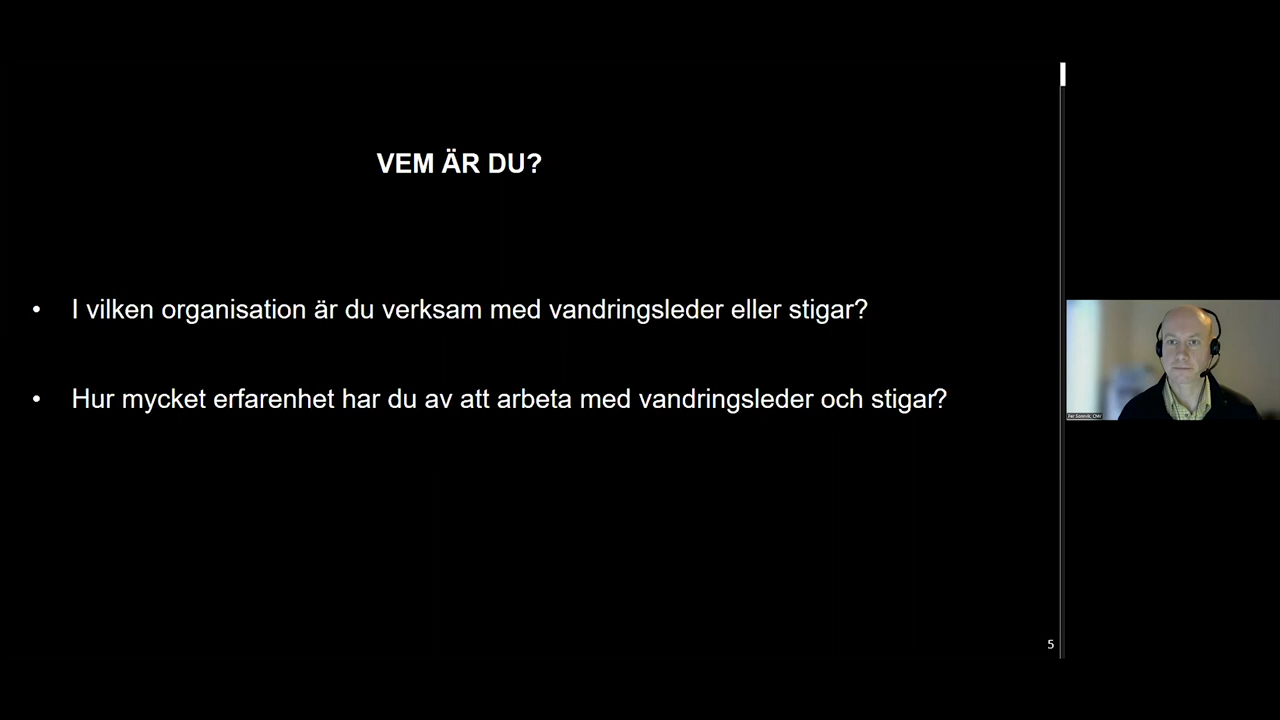 VEM ÄR DU?
• I vilken organisation är du verksam med vandringsleder eller stigar?
• Hur mycket erfarenhet har du av att arbeta med vandringsleder och stigar?
5